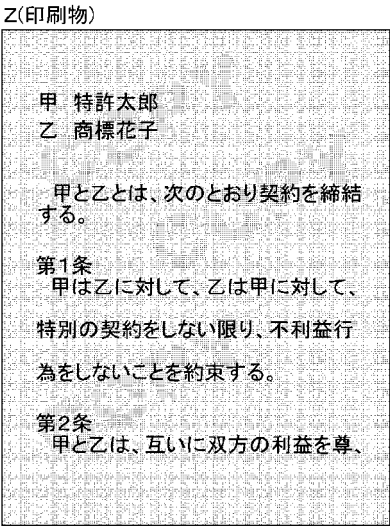 Z(印刷物)
甲 特許太郎
乙 商標花子
甲と乙とは、次のとおり契約を締結
する。
第1条
甲は乙に対して、乙は甲に対して、
特別の契約をしない限り、不利益行
為をしないことを約束する。
第2条
甲と乙は、互いに双方の利益を尊、